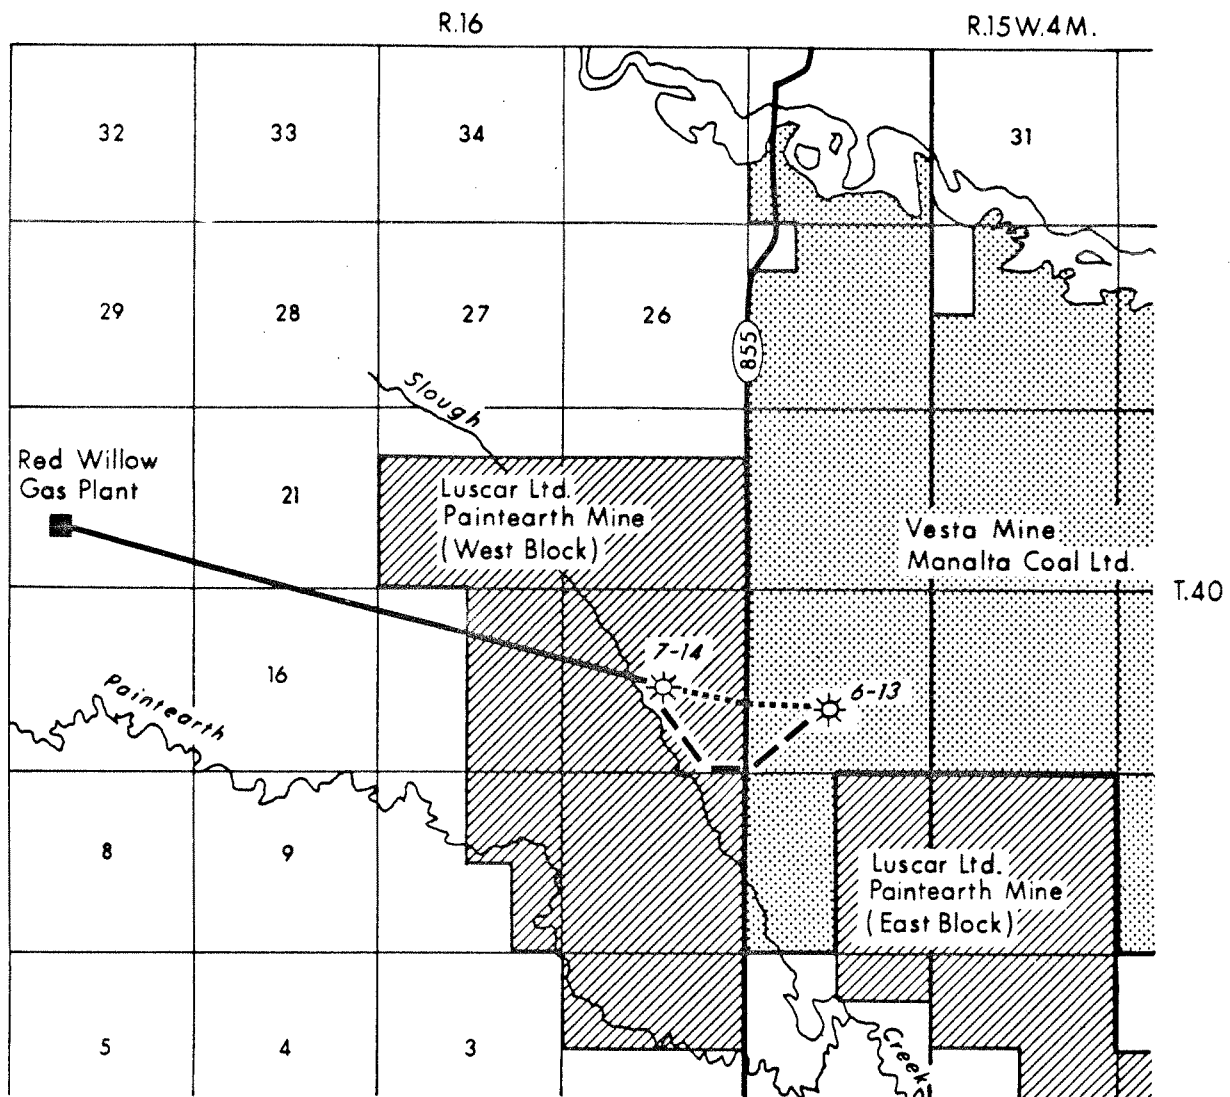 R.16
R.15W.4M.
32
33
34
31
29
28
27
26
855
Slough
Red Willow
Gas Plant
21
Luscar Ltd.
Paintearth Mine
(West Block)
Vesta Mine
Manalta Coal Ltd.
T.40
16
7-14
6-13
Paintearth
8
9
Luscar Ltd.
Paintearth Mine
(East Block)
5
4
3
Creek